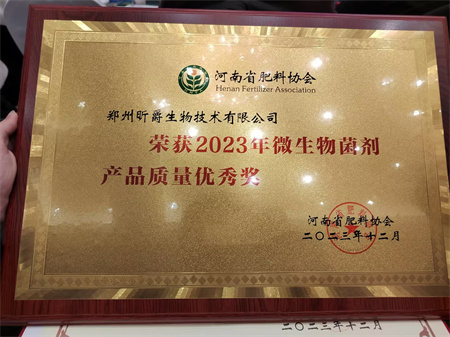 河南省肥料协会
Henan Fertilizer Association
郑州昕爵生物技术有限公司
荣获2023年微生物菌剂
产品质量优秀奖
河南省肥料协会
二〇二三年十二月
二〇二三年十二月